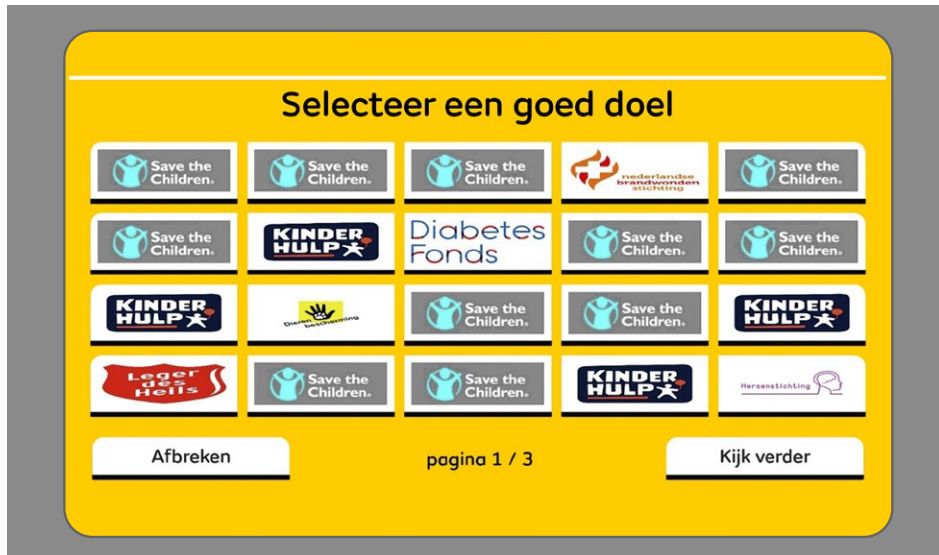 Selecteer een goed doel
Save the
Children.
Save the
Children.
Save the
Children.
nederlandse
brandwonden
stichting
Save the
Children.
Save the
Children.
KINDER
HULP
Diabetes
Fonds
Save the
Children.
Save the
Children.
KINDER
HULP
Dieren
bescherming
Save the
Children.
Save the
Children.
KINDER
HULP
Leger
des
Heils
Save the
Children.
Save the
Children.
KINDER
HULP
Hersenstichting
Afbreken
pagina 1 / 3
Kijk verder